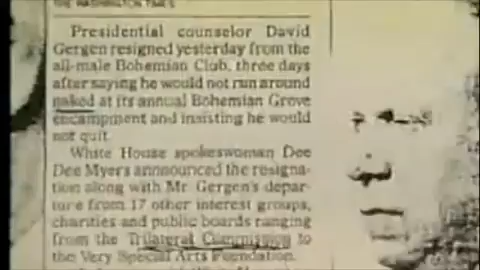 THE WASHINGTON TIMES
Presidential counselor David
Gergen resigned yesterday from the
all-male Bohemian Club, three days
after saying he would not run around
naked at its annual Bohemian Grove
encampment and insisting he would
not quit.
White House spokeswoman Dee
Dee Myers announced the resigna-
tion along with Mr. Gergen's depar-
ture from 17 other interest groups,
charities and public boards ranging
from the Trilateral Commission to
the Very Special Arts Foundation.